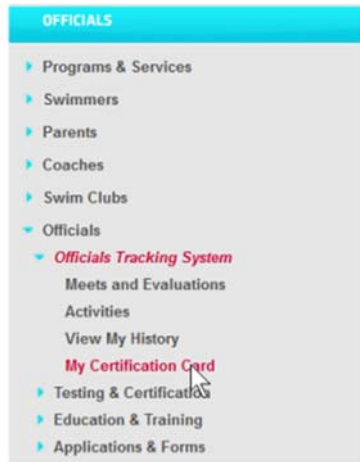 OFFICIALS
Programs & Services
Swimmers
Parents
Coaches
Swim Clubs
Officials
Officials Tracking System
Meets and Evaluations
Activities
View My History
My Certification Card
Testing & Certification
Education & Training
Applications & Forms